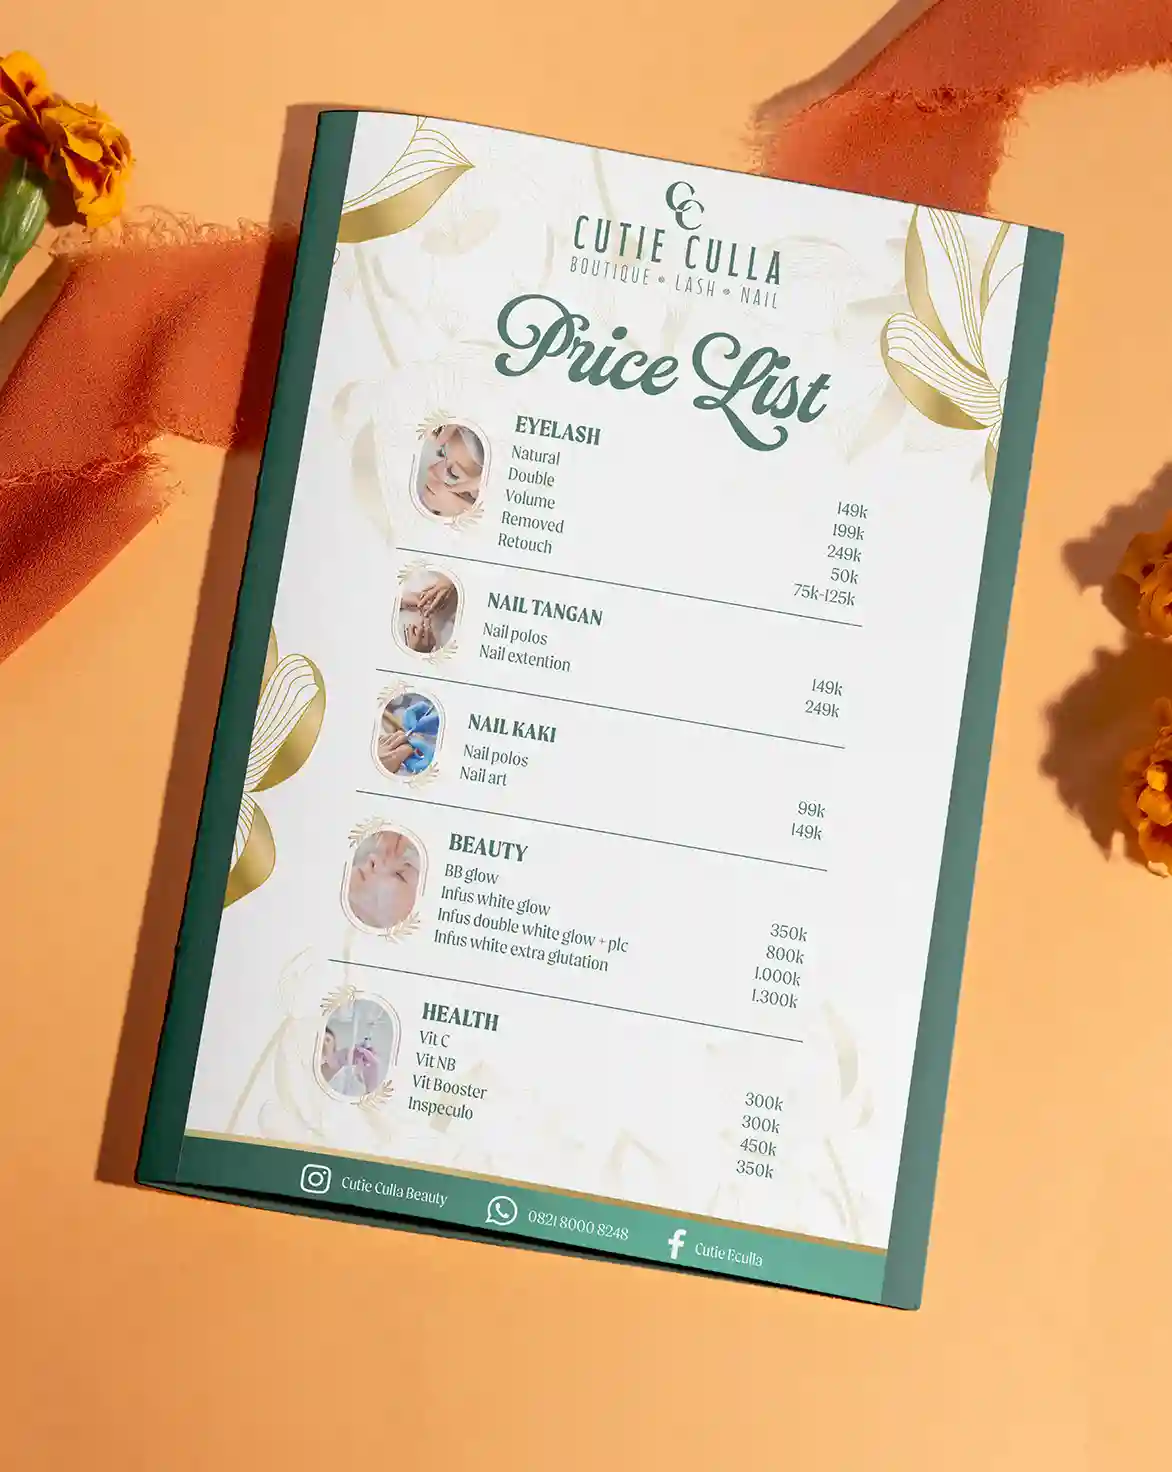 CC
CUTIE CULLA
BOUTIQUE • LASH • NAIL
Price List
EYELASH
Natural 149k
Double 199k
Volume 249k
Removed 50k
Retouch 75k-125k
NAIL TANGAN
Nail polos 149k
Nail extention 249k
NAIL KAKI
Nail polos 99k
Nail art 149k
BEAUTY
BB glow 350k
Infus white glow 800k
Infus double white glow + plc 1.000k
Infus white extra glutation 1.300k
HEALTH
Vit C 300k
Vit NB 300k
Vit Booster 450k
Inspeculo 350k
Cutie Culla Beauty
0821 8000 8248
Cutie Eculla